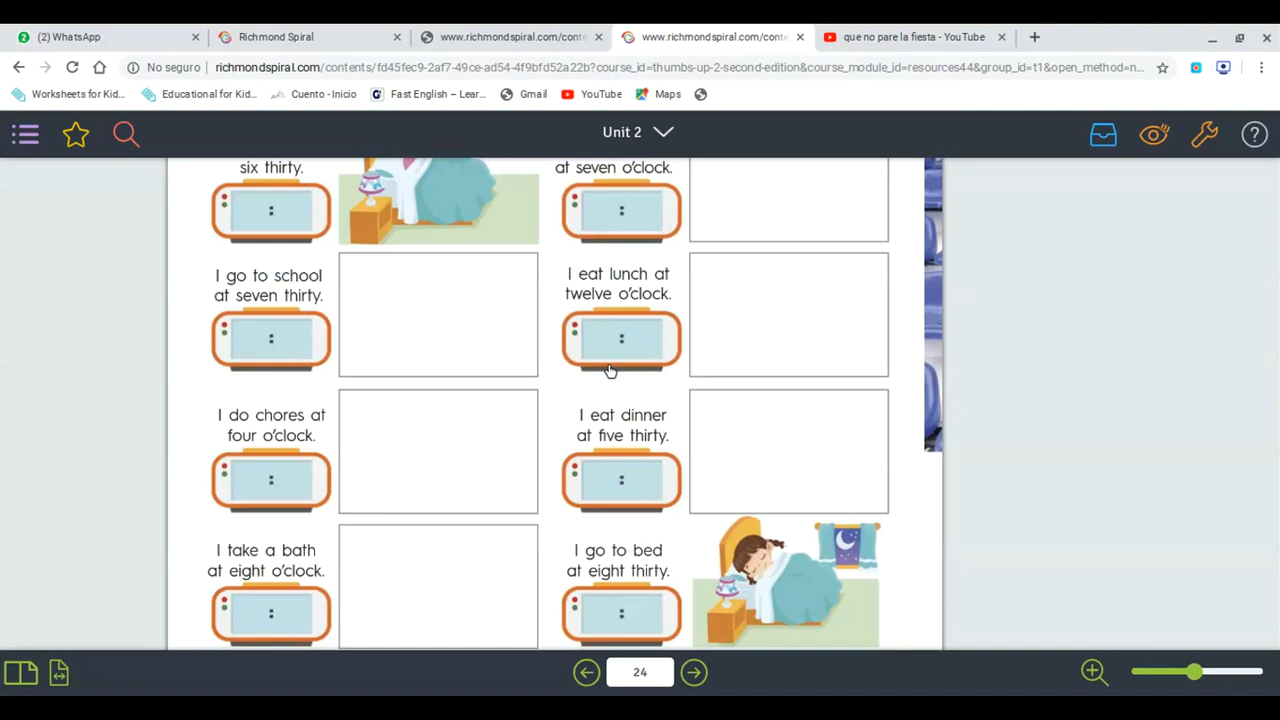 (2) WhatsApp
Richmond Spiral
www.richmondspiral.com/conte
www.richmondspiral.com/conte
que no pare la fiesta - YouTube
No seguro
richmondspiral.com/contents/fd45fec9-2af7-49ce-ad54-4f9bfd52a22b?course_id=thumbs-up-2-second-edition&course_module_id=resources44&group_id=t1&open_method=n...
Worksheets for Kid...
Educational for Kid...
Cuento - Inicio
Fast English – Lear...
Gmail
YouTube
Maps
Unit 2
six thirty.
at seven o'clock.
:
:
I go to school
at seven thirty.
:
I eat lunch at
twelve o'clock.
:
I do chores at
four o'clock.
:
I eat dinner
at five thirty.
:
I take a bath
at eight o'clock.
:
I go to bed
at eight thirty.
:
24